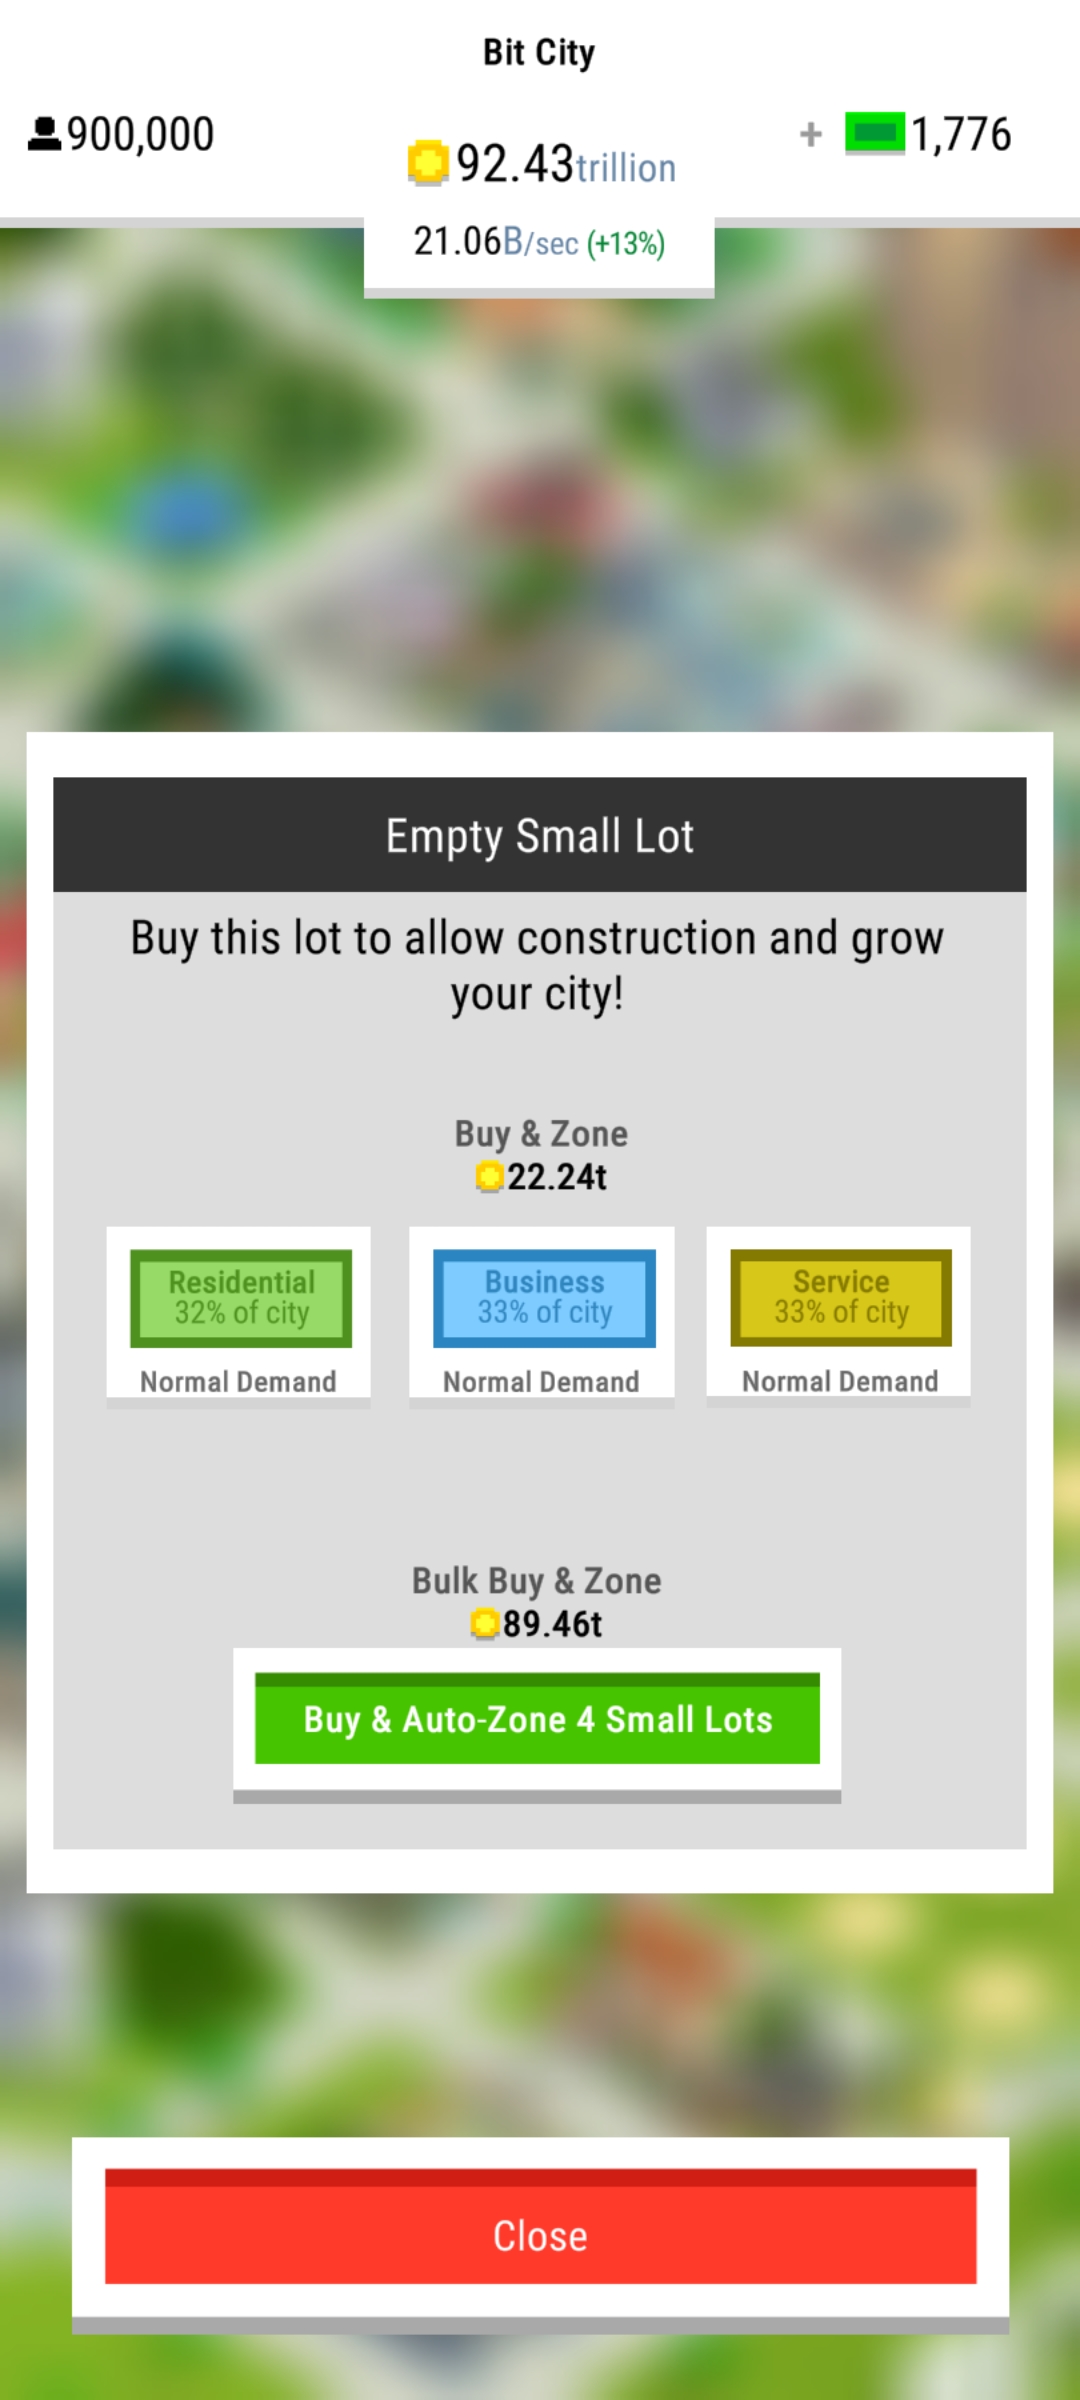 Bit City
900,000
92.43trillion
+ 1,776
21.06B/sec (+13%)
Empty Small Lot
Buy this lot to allow construction and grow
your city!
Buy & Zone
22.24t
Residential
32% of city
Normal Demand
Business
33% of city
Normal Demand
Service
33% of city
Normal Demand
Bulk Buy & Zone
89.46t
Buy & Auto-Zone 4 Small Lots
Close